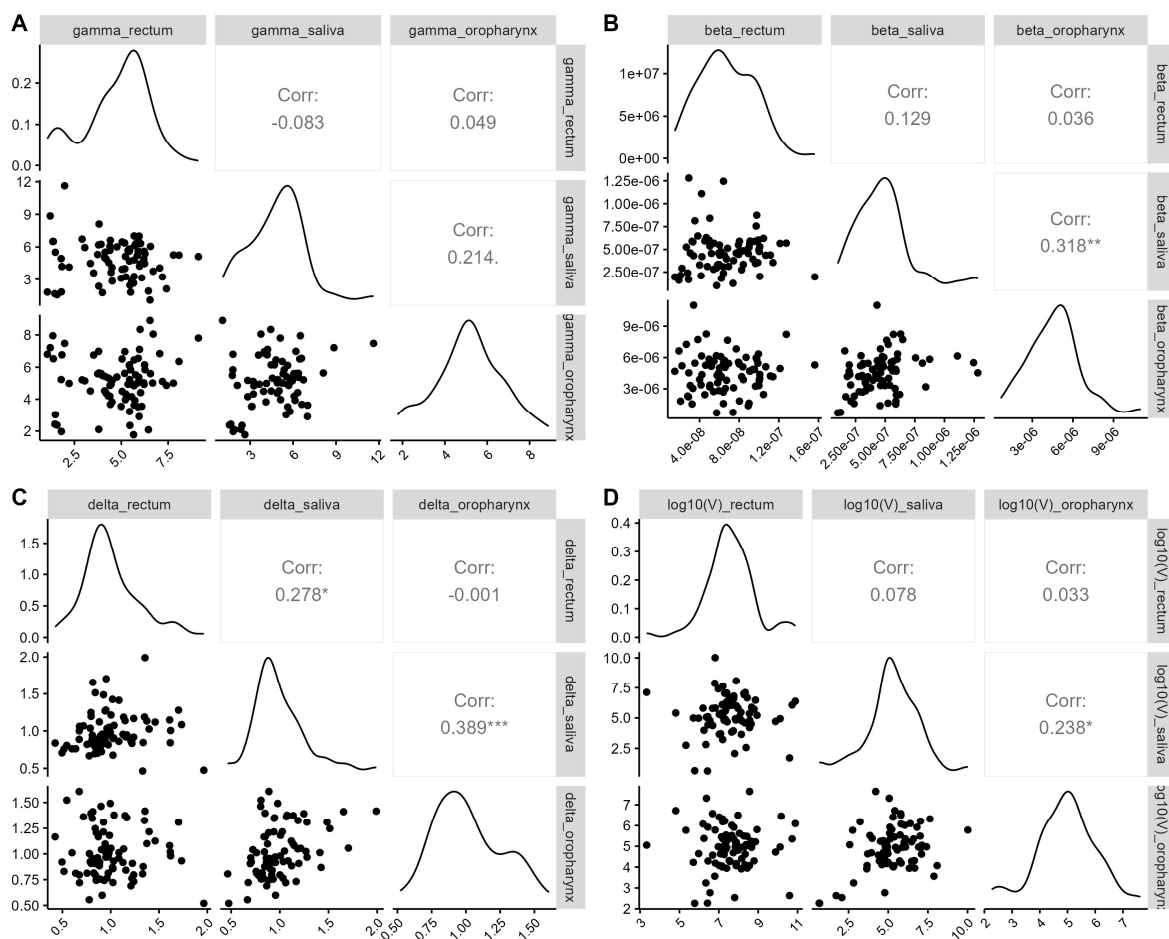 A
gamma_rectum
gamma_saliva
gamma_oropharynx
0.2
0.1
0.0
Corr:
-0.083
Corr:
0.049
gamma_rectum
12
9
6
3
Corr:
0.214.
gamma_saliva
8
6
4
2
gamma_oropharynx
2.5
5.0
7.5
3
6
9
12
2
4
6
8
B
beta_rectum
beta_saliva
beta_oropharynx
1e+07
5e+06
0e+00
Corr:
0.129
Corr:
0.036
beta_rectum
1.25e-06
1.00e-06
7.50e-07
5.00e-07
2.50e-07
Corr:
0.318**
beta_saliva
9e-06
6e-06
3e-06
beta_oropharynx
4.0e-08
8.0e-08
1.2e-07
1.6e-07
2.50e-07
5.00e-07
7.50e-07
1.00e-06
1.25e-06
3e-06
6e-06
9e-06
C
delta_rectum
delta_saliva
delta_oropharynx
1.5
1.0
0.5
0.0
Corr:
0.278*
Corr:
-0.001
delta_rectum
2.0
1.5
1.0
0.5
Corr:
0.389***
delta_saliva
1.50
1.25
1.00
0.75
0.50
delta_oropharynx
0.5
1.0
1.5
2.0
0.5
1.0
1.5
2.0
0.50
0.75
1.00
1.25
1.50
D
log10(V)_rectum
log10(V)_saliva
log10(V)_oropharynx
0.4
0.3
0.2
0.1
0.0
Corr:
0.078
Corr:
0.033
log10(V)_rectum
10.0
7.5
5.0
2.5
Corr:
0.238*
log10(V)_saliva
7
6
5
4
3
2
og10(V)_oropharyn
3
5
7
9
11
2.5
5.0
7.5
10.0
2
3
4
5
6
7